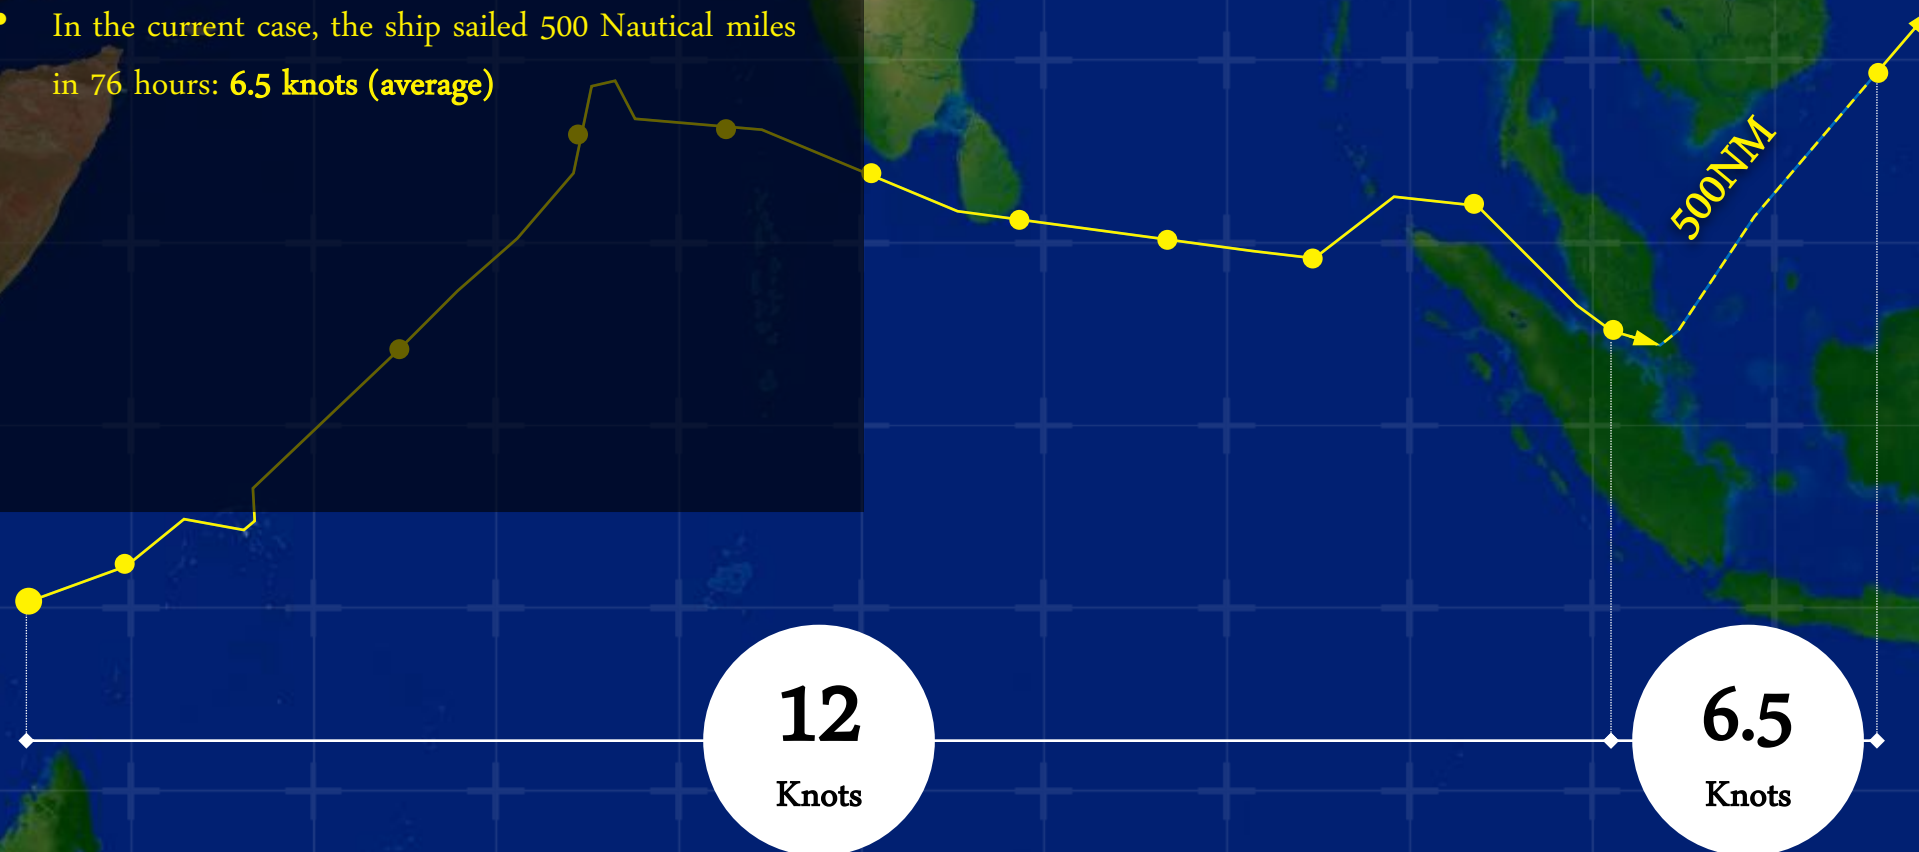 • In the current case, the ship sailed 500 Nautical miles
in 76 hours: 6.5 knots (average)
500NM
12
Knots
6.5
Knots